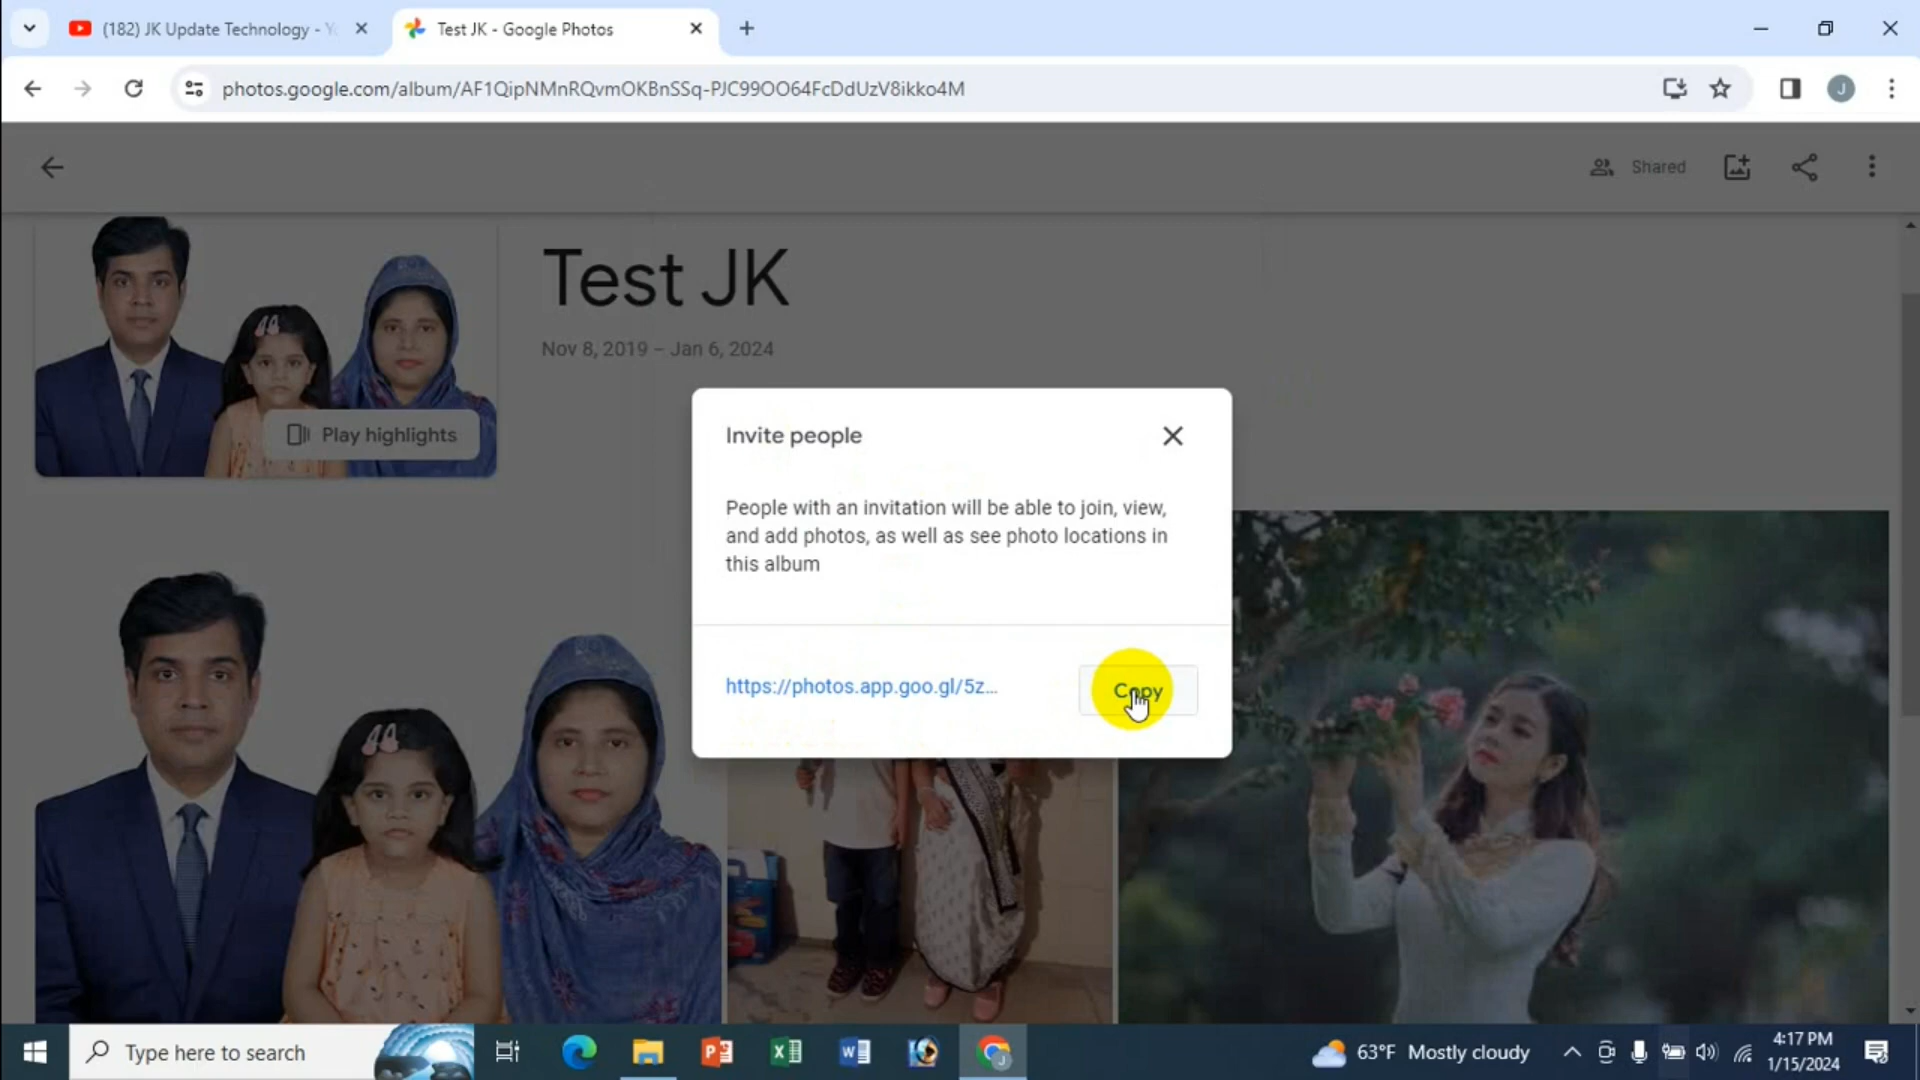 (182) JK Update Technology - Y
Test JK - Google Photos
photos.google.com/album/AF1QipNMnRQvmOKBnSSq-PJC99OO64FcDdUzV8ikko4M
J
Shared
Test JK
Nov 8, 2019 – Jan 6, 2024
Play highlights
Invite people
People with an invitation will be able to join, view,
and add photos, as well as see photo locations in
this album
https://photos.app.goo.gl/5z...
Copy
Type here to search
63°F Mostly cloudy
4:17 PM
1/15/2024